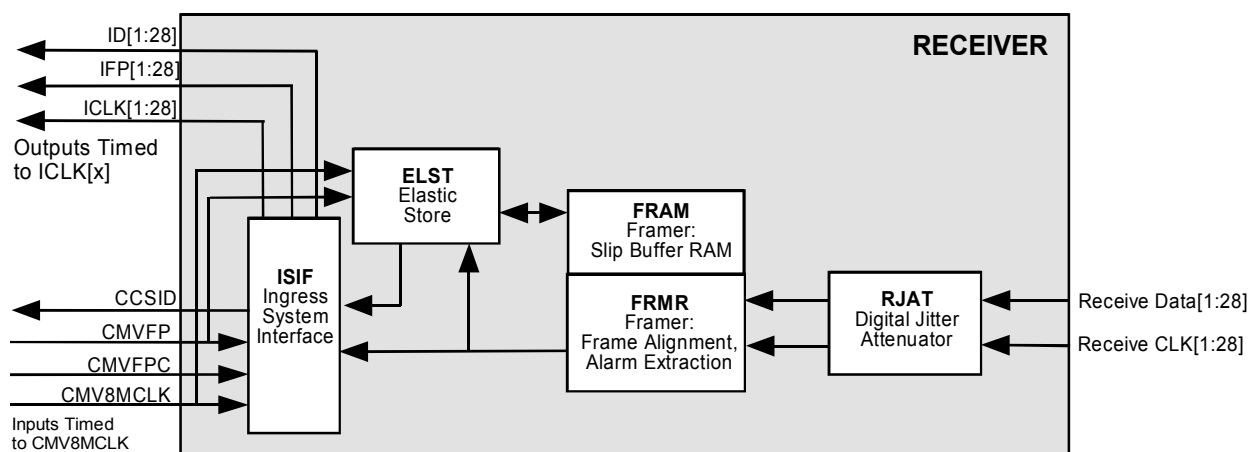 RECEIVER
ID[1:28]
IFP[1:28]
ICLK[1:28]
Outputs Timed
to ICLK[x]
ELST
Elastic
Store
FRAM
Framer:
Slip Buffer RAM
ISIF
Ingress
System
Interface
FRMR
Framer:
Frame Alignment,
Alarm Extraction
RJAT
Digital Jitter
Attenuator
Receive Data[1:28]
Receive CLK[1:28]
CCSID
CMVFP
CMVFPC
CMV8MCLK
Inputs Timed
to CMV8MCLK